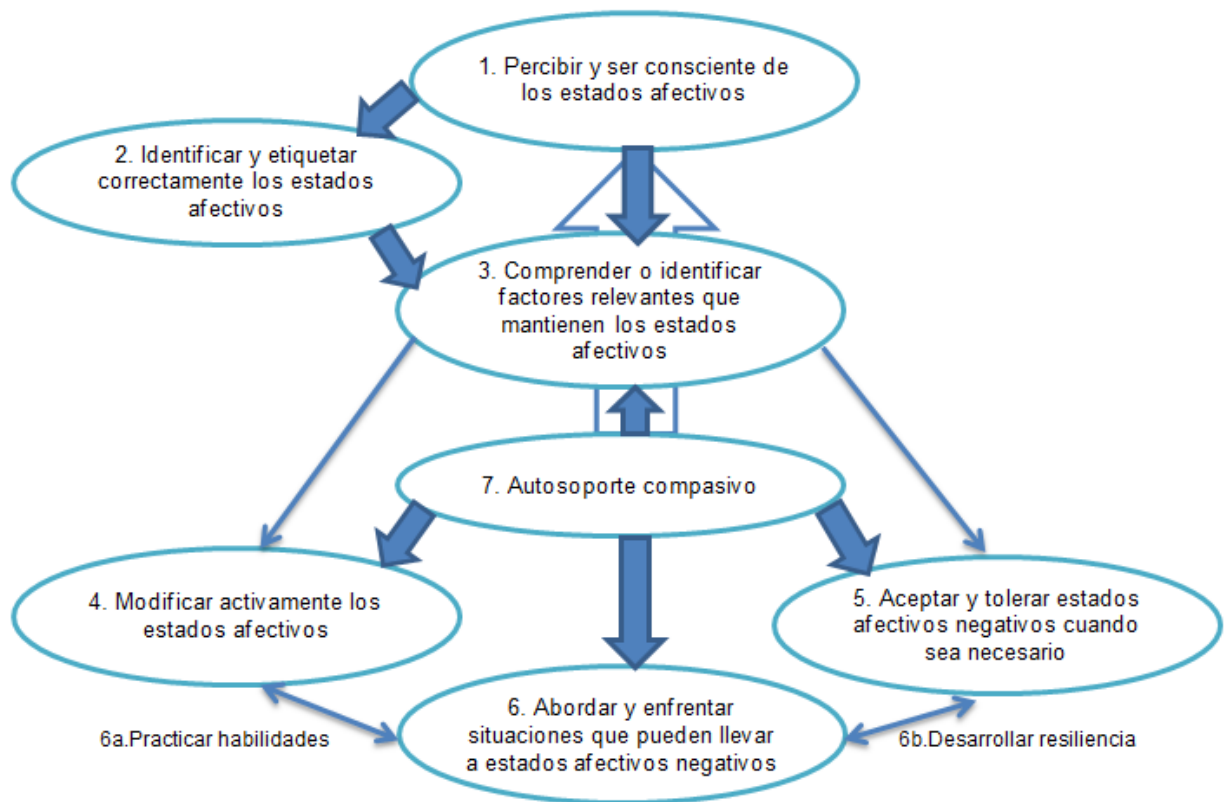 1. Percibir y ser consciente de
los estados afectivos
2. Identificar y etiquetar
correctamente los estados
afectivos
3. Comprender o identificar
factores relevantes que
mantienen los estados
afectivos
7. Autosoporte compasivo
4. Modificar activamente los
estados afectivos
5. Aceptar y tolerar estados
afectivos negativos cuando
sea necesario
6. Abordar y enfrentar
situaciones que pueden llevar
a estados afectivos negativos
6a.Practicar habilidades
6b.Desarrollar resiliencia